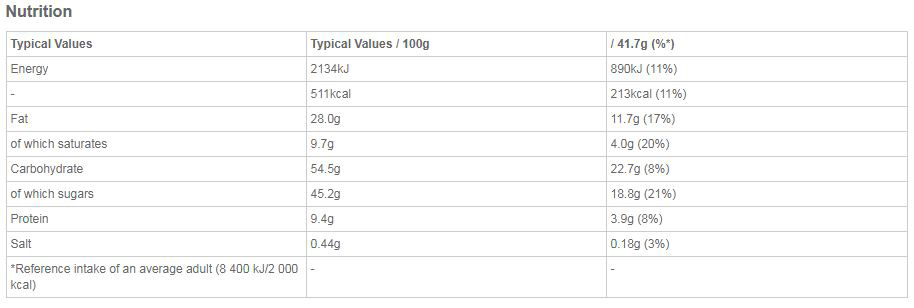 Nutrition
Typical Values Typical Values / 100g / 41.7g (%*)
Energy 2134kJ 890kJ (11%)
- 511kcal 213kcal (11%)
Fat 28.0g 11.7g (17%)
of which saturates 9.7g 4.0g (20%)
Carbohydrate 54.5g 22.7g (8%)
of which sugars 45.2g 18.8g (21%)
Protein 9.4g 3.9g (8%)
Salt 0.44g 0.18g (3%)
*Reference intake of an average adult (8 400 kJ/2 000 - -
kcal)